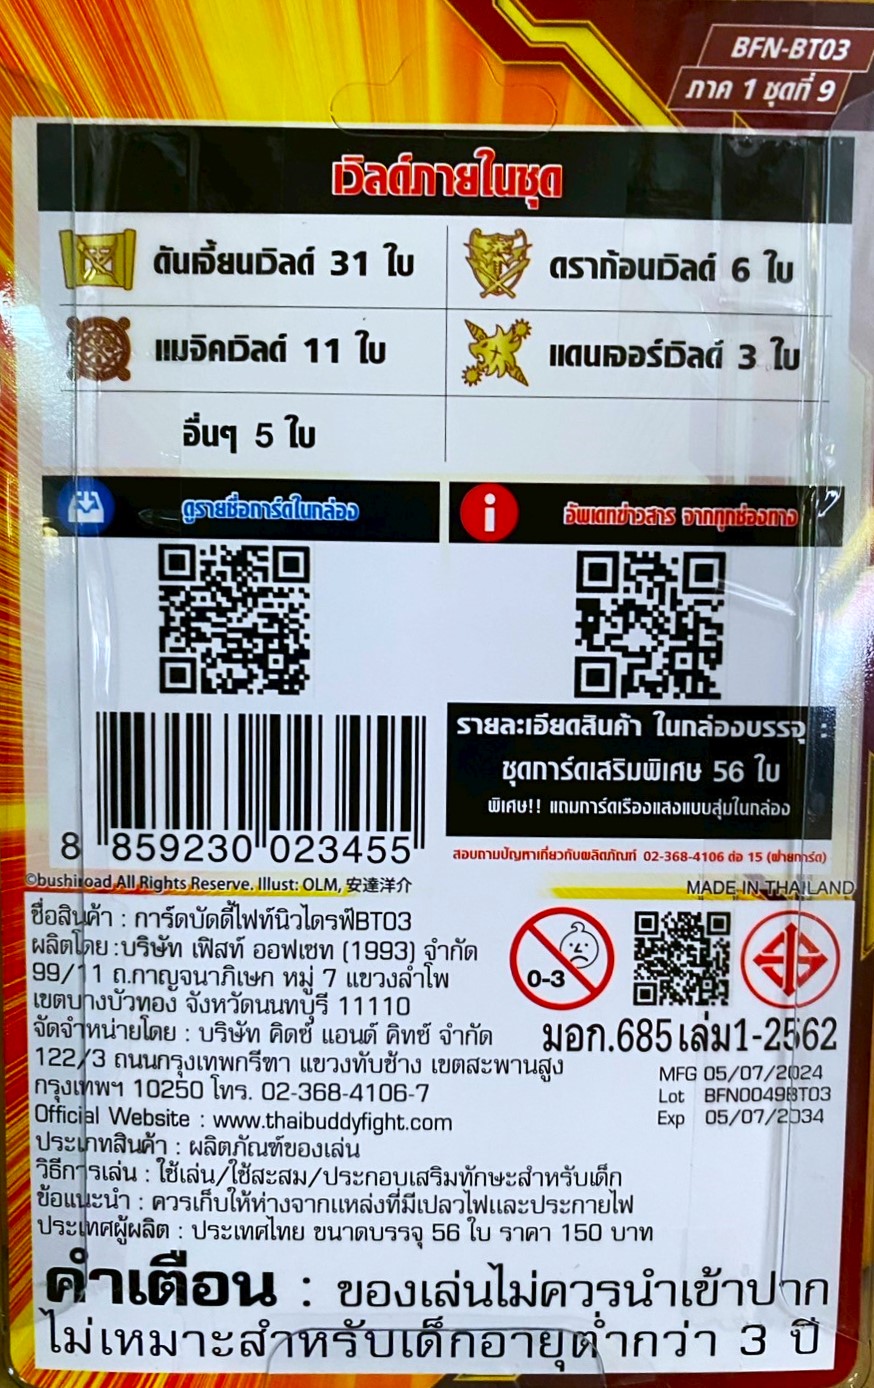 BFN-BT03
ภาค 1 ชุดที่ 9
เวิลด์ภายในชุด
ดันเจี้ยนเวิลด์ 31 ใบ
ดราก้อนเวิลด์ 6 ใบ
แมจิคเวิลด์ 11 ใบ
แดนเจอร์เวิลด์ 3 ใบ
อื่นๆ 5 ใบ
ดูรายชื่อการ์ดในกล่อง
i
อัพเดทข่าวสาร จากทุกช่องทาง
รายละเอียดสินค้า ในกล่องบรรจุ :
ชุดการ์ดเสริมพิเศษ 56 ใบ
พิเศษ!! แถมการ์ดเรืองแสงแบบสุ่มในกล่อง
8 859230 023455
สอบถามปัญหาเกี่ยวกับผลิตภัณฑ์ 02-368-4106 ต่อ 15 (ฝ่ายการ์ด)
©bushiroad All Rights Reserve. Illust: OLM, 安達洋介
MADE IN THAILAND
ชื่อสินค้า : การ์ดบัดดี้ไฟท์นิวไดรฟ์BT03
ผลิตโดย :บริษัท เฟิสท์ ออฟเซท (1993) จำกัด
99/11 ถ.กาญจนาภิเษก หมู่ 7 แขวงลำโพ
เขตบางบัวทอง จังหวัดนนทบุรี 11110
จัดจำหน่ายโดย : บริษัท คิดซ์ แอนด์ คิทซ์ จำกัด
122/3 ถนนกรุงเทพกรีฑา แขวงทับช้าง เขตสะพานสูง
กรุงเทพฯ 10250 โทร. 02-368-4106-7
Official Website : www.thaibuddyfight.com
ประเภทสินค้า : ผลิตภัณฑ์ของเล่น
วิธีการเล่น : ใช้เล่น/ใช้สะสม/ประกอบเสริมทักษะสำหรับเด็ก
ข้อแนะนำ : ควรเก็บให้ห่างจากแหล่งที่มีเปลวไฟและประกายไฟ
ประเทศผู้ผลิต : ประเทศไทย ขนาดบรรจุ 56 ใบ ราคา 150 บาท
0-3
มอก.685 เล่ม1-2562
MFG 05/07/2024
Lot BFN0049BT03
Exp 05/07/2034
คำเตือน : ของเล่นไม่ควรนำเข้าปาก
ไม่เหมาะสำหรับเด็กอายุต่ำกว่า 3 ปี